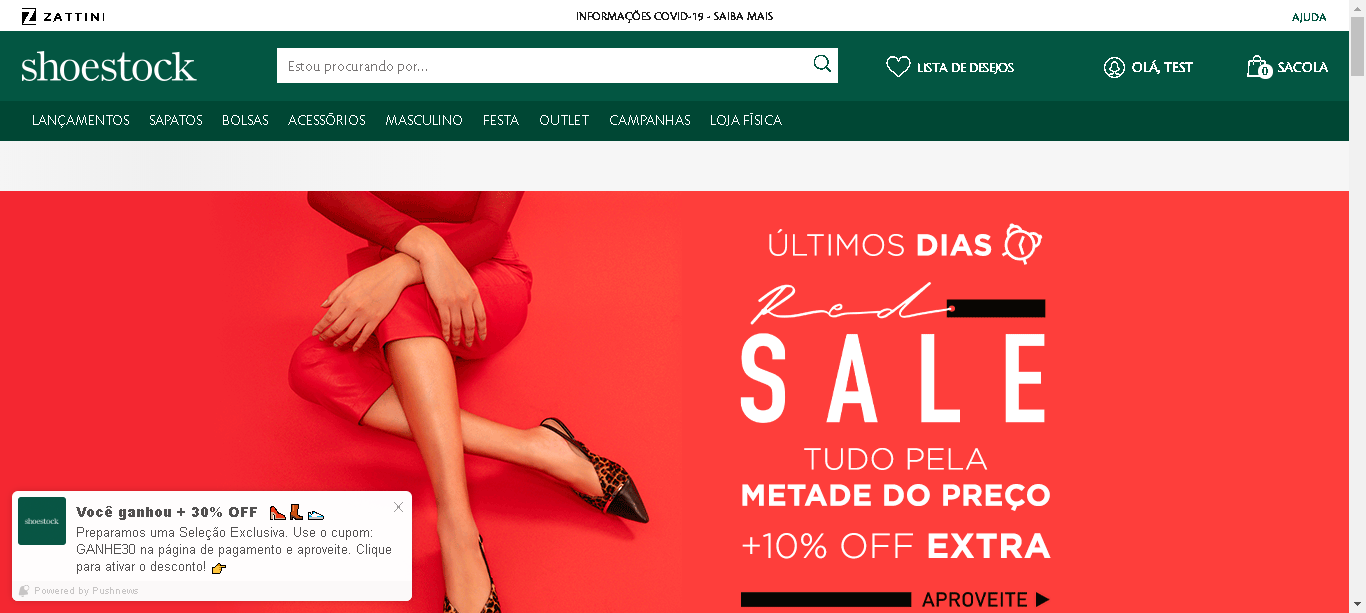 ZATTINI
INFORMAÇÕES COVID-19 - SAIBA MAIS
AJUDA
shoestock
Estou procurando por...
LISTA DE DESEJOS
OLÁ, TEST
0
SACOLA
LANÇAMENTOS SAPATOS BOLSAS ACESSÓRIOS MASCULINO FESTA OUTLET CAMPANHAS LOJA FÍSICA
ÚLTIMOS DIAS
Red
SALE
TUDO PELA
METADE DO PREÇO
+10% OFF EXTRA
APROVEITE
shoestock
Você ganhou + 30% OFF
Preparamos uma Seleção Exclusiva. Use o cupom:
GANHE30 na página de pagamento e aproveite. Clique
para ativar o desconto!
Powered by Pushnews